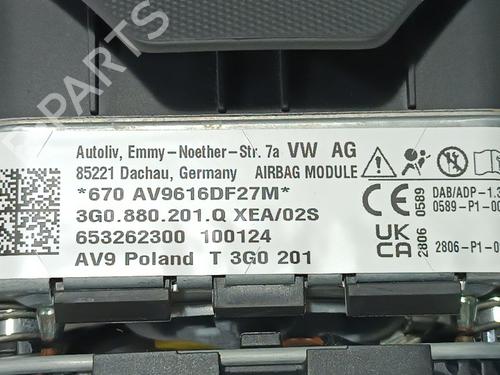 B-PARTS
Autoliv, Emmy-Noether-Str. 7a VW AG
85221 Dachau, Germany AIRBAG MODULE
*670 AV9616DF27M*
3G0.880.201.Q XEA/02S
653262300 100124
AV9 Poland T 3G0 201
CE 0589
DAB/ADP-1.3
0589-P1-00
UKCA 2806
2806-P1-0